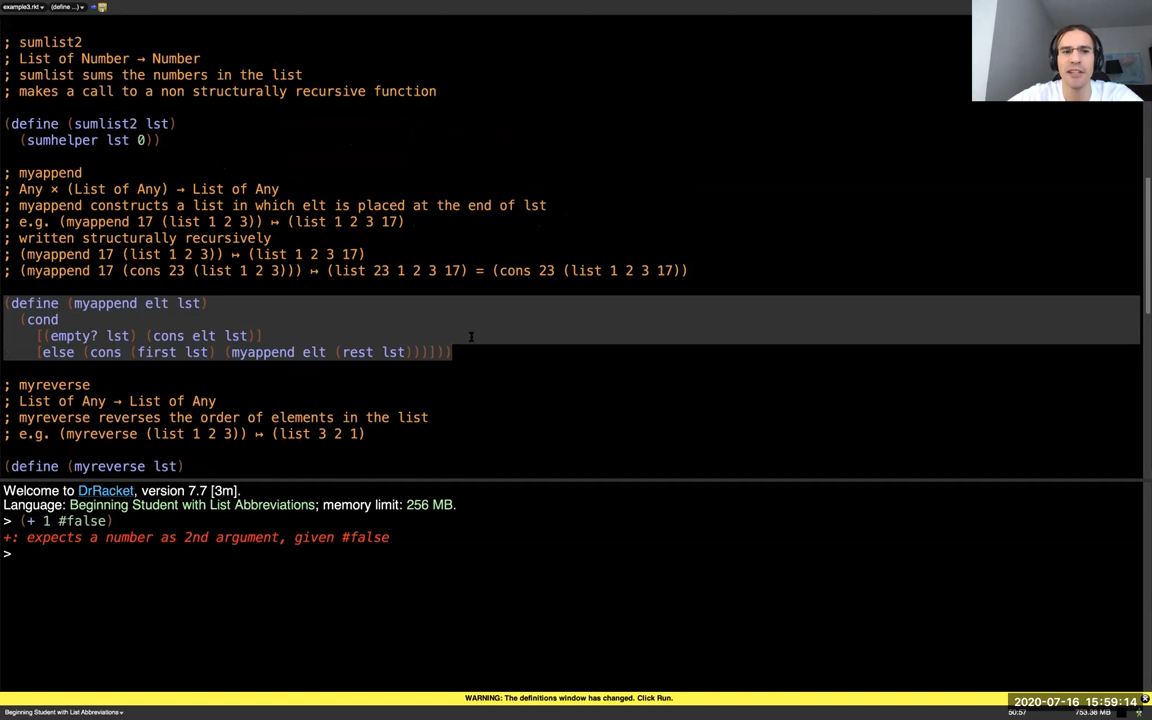 example3.rkt▾ (define ...)▾
; sumlist2
; List of Number → Number
; sumlist sums the numbers in the list
; makes a call to a non structurally recursive function
(define (sumlist2 lst)
(sumhelper lst 0))
; myappend
; Any × (List of Any) → List of Any
; myappend constructs a list in which elt is placed at the end of lst
; e.g. (myappend 17 (list 1 2 3)) ↦ (list 1 2 3 17)
; written structurally recursively
; (myappend 17 (list 1 2 3)) ↦ (list 1 2 3 17)
; (myappend 17 (cons 23 (list 1 2 3))) ↦ (list 23 1 2 3 17) = (cons 23 (list 1 2 3 17))
(define (myappend elt lst)
(cond
[(empty? lst) (cons elt lst)]
[else (cons (first lst) (myappend elt (rest lst)))]))
; myreverse
; List of Any → List of Any
; myreverse reverses the order of elements in the list
; e.g. (myreverse (list 1 2 3)) ↦ (list 3 2 1)
(define (myreverse lst)
Welcome to DrRacket, version 7.7 [3m].
Language: Beginning Student with List Abbreviations; memory limit: 256 MB.
> (+ 1 #false)
+: expects a number as 2nd argument, given #false
>
WARNING: The definitions window has changed. Click Run.
2020-07-16 15:59:14
Beginning Student with List Abbreviations▾
50:57
753.38 MB